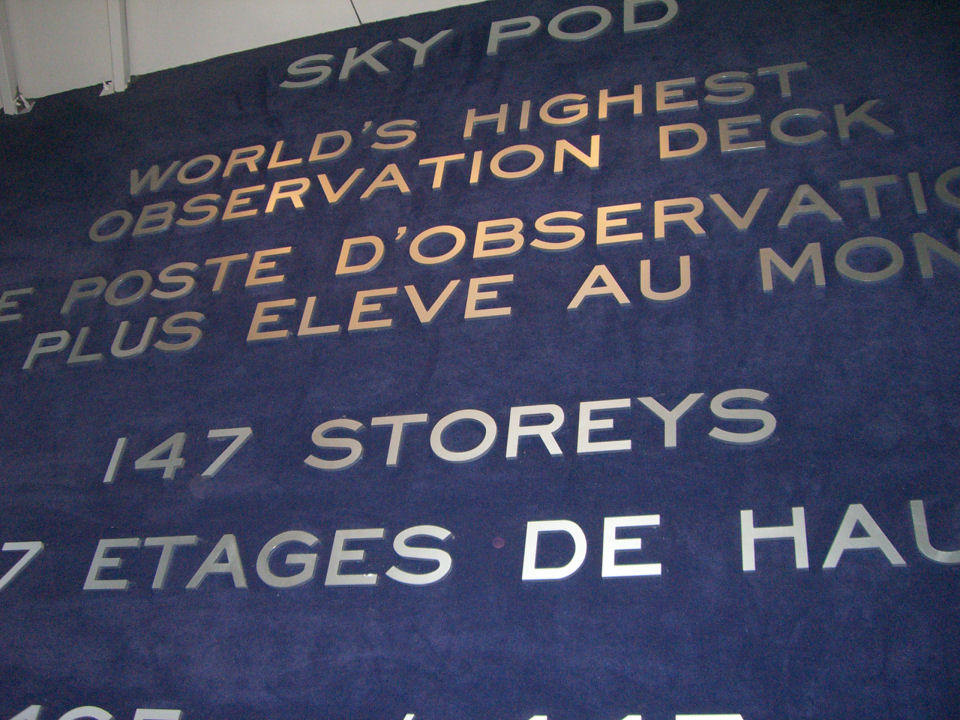 SKY POD
WORLD'S HIGHEST
OBSERVATION DECK
POSTE D'OBSERVATIO
PLUS ELEVE AU MON
147 STOREYS
7 ETAGES DE HAU